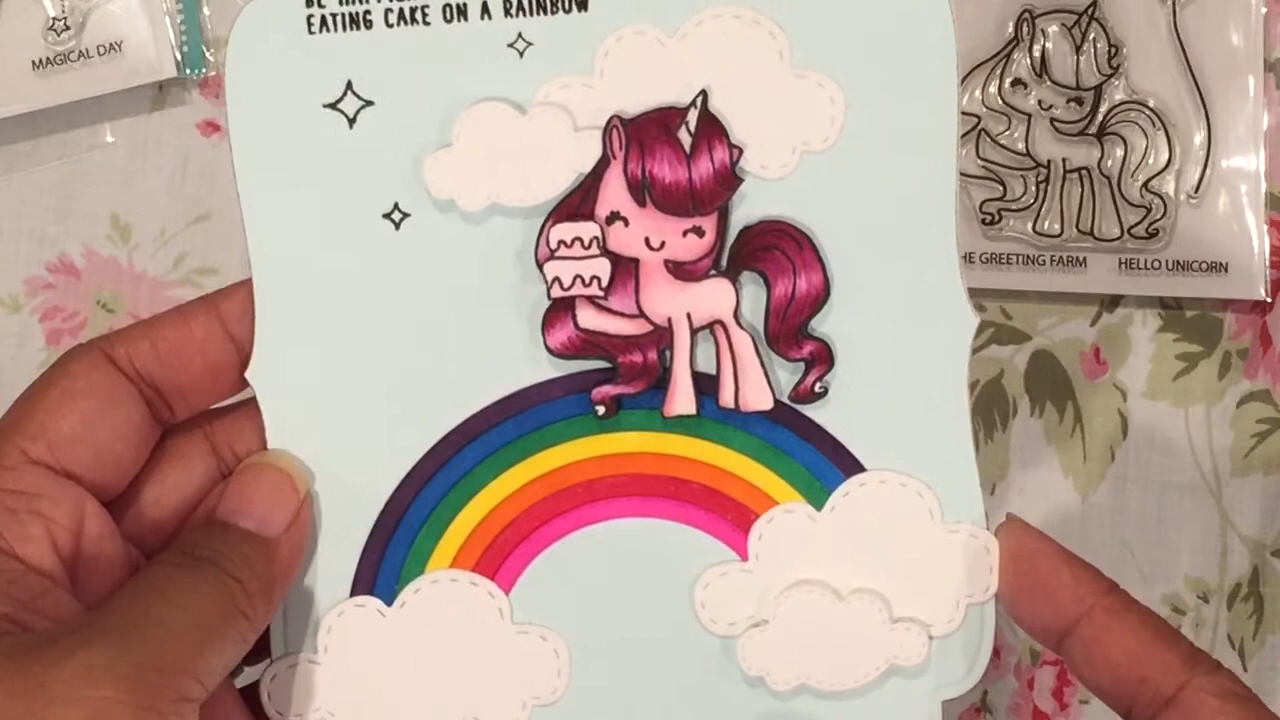 EATING CAKE ON A RAINBOW
MAGICAL DAY
HE GREETING FARM
HELLO UNICORN